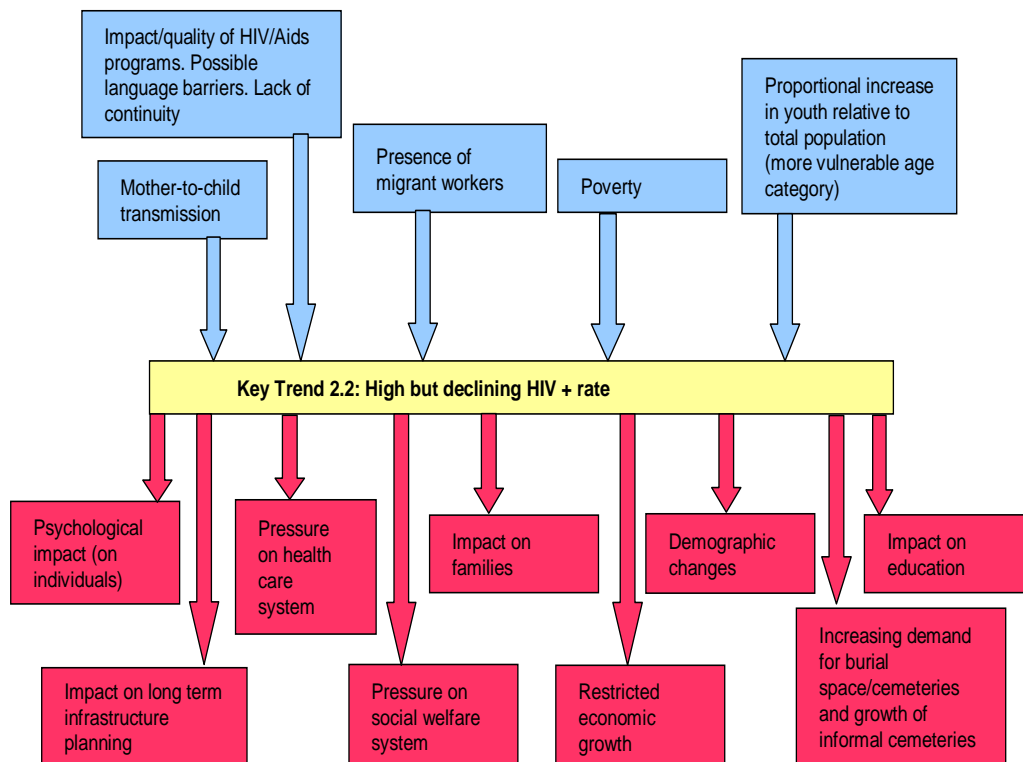 Impact/quality of HIV/Aids
programs. Possible
language barriers. Lack of
continuity
Proportional increase
in youth relative to
total population
(more vulnerable age
category)
Presence of
migrant workers
Mother-to-child
transmission
Poverty
Key Trend 2.2: High but declining HIV + rate
Psychological
impact (on
individuals)
Pressure
on health
care
system
Impact on
families
Demographic
changes
Impact on
education
Impact on long term
infrastructure
planning
Pressure on
social welfare
system
Restricted
economic
growth
Increasing demand
for burial
space/cemeteries
and growth of
informal cemeteries